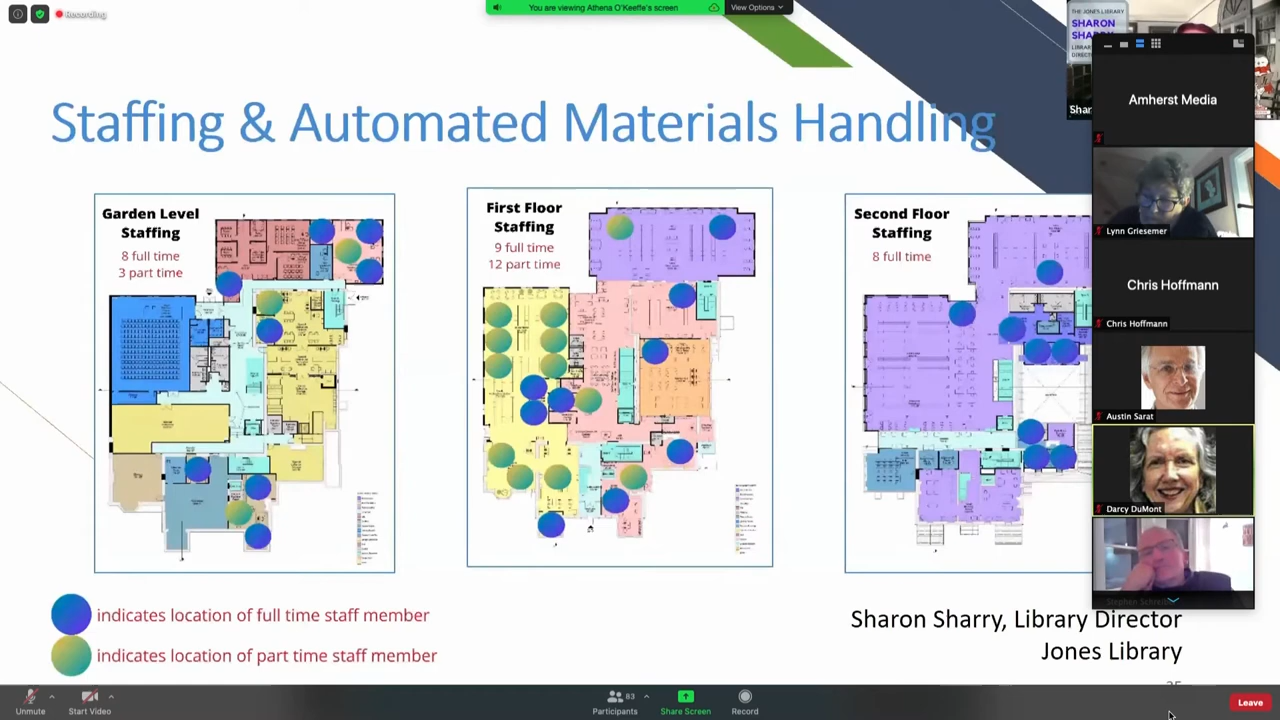 Recording
You are viewing Athena O'Keeffe's screen
View Options
THE JONES LIBRARY
SHARON
Staffing & Automated Materials Handling
Garden Level
Staffing
8 full time
3 part time
First Floor
Staffing
9 full time
12 part time
Second Floor
Staffing
8 full time
Amherst Media
Lynn Griesemer
Chris Hoffmann
Chris Hoffmann
Austin Sarat
Darcy DuMont
indicates location of full time staff member
indicates location of part time staff member
Sharon Sharry, Library Director
Jones Library
Unmute
Start Video
83
Participants
Share Screen
Record
Leave